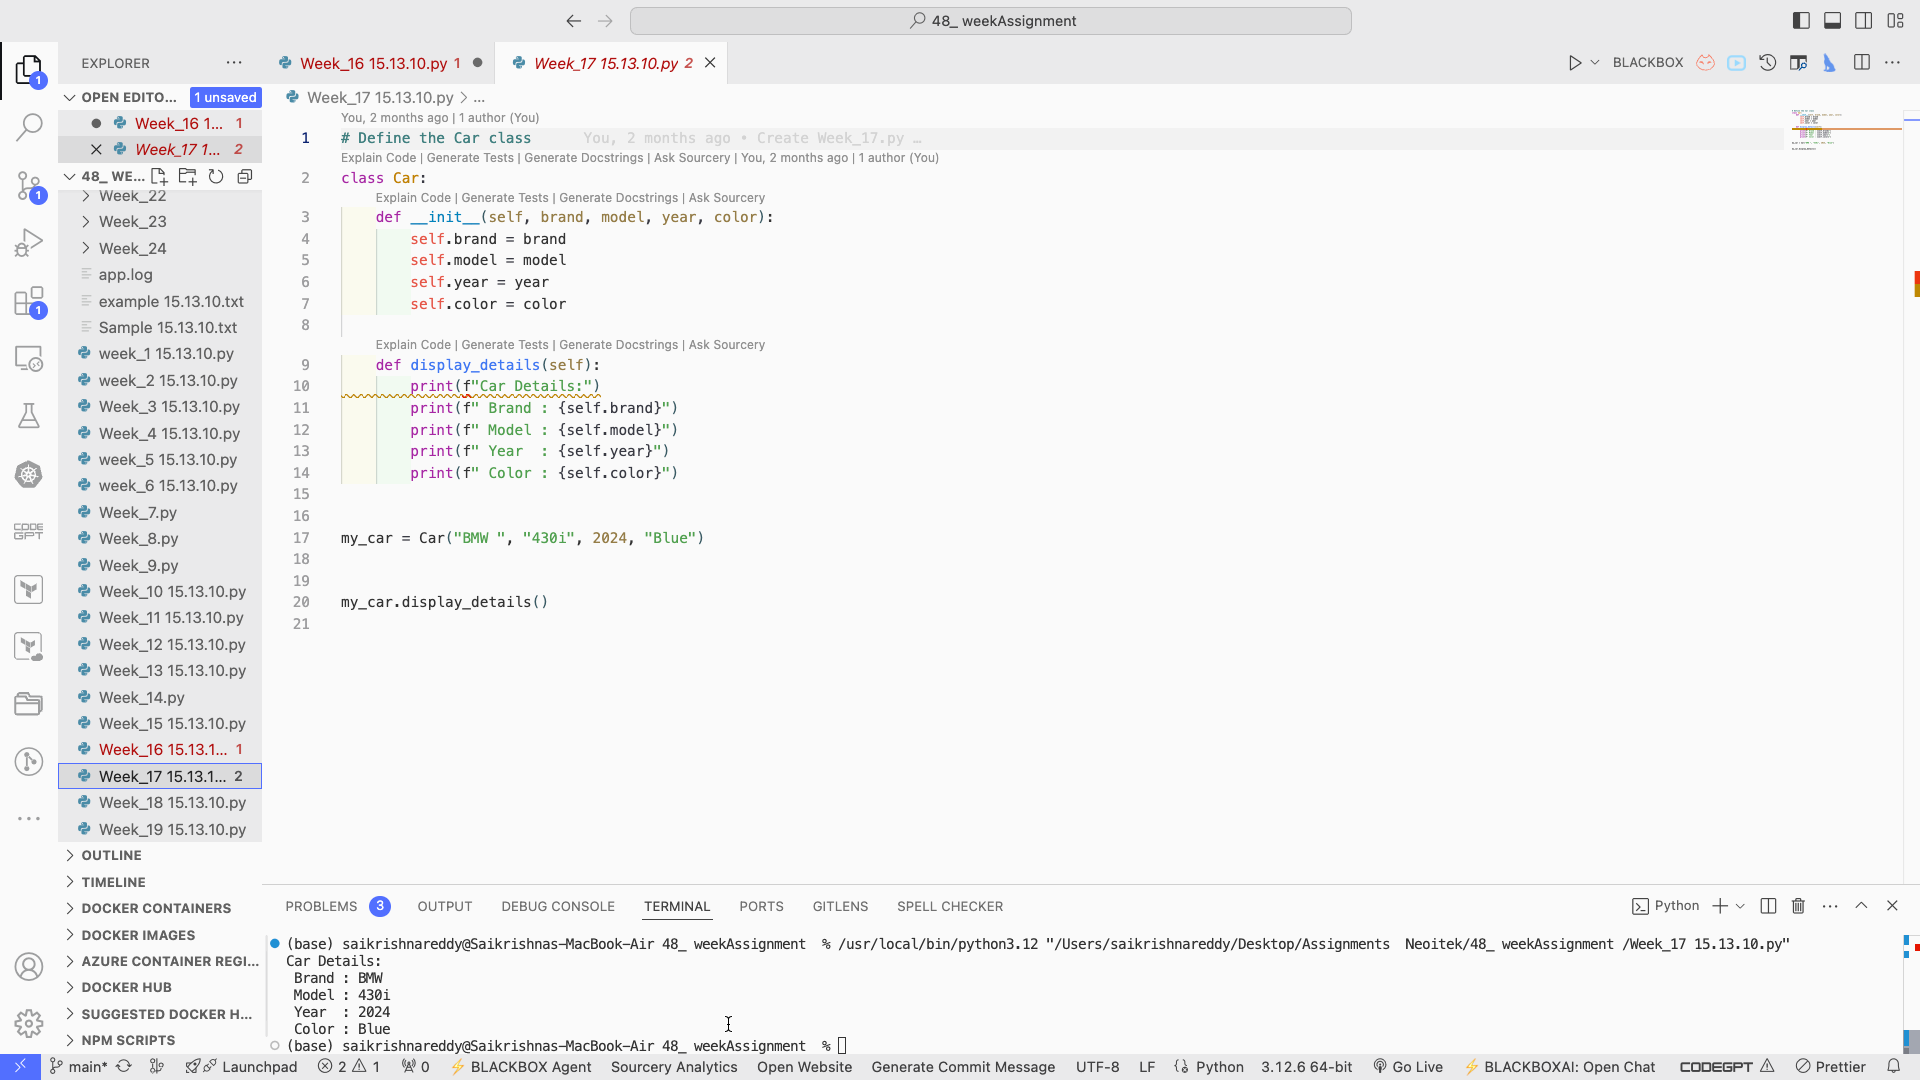 48_ weekAssignment
EXPLORER
Week_16 15.13.10.py 1
Week_17 15.13.10.py 2
BLACKBOX
OPEN EDITO... 1 unsaved
Week_16 1... 1
Week_17 1... 2
48_ WE...
Week_22
Week_23
Week_24
app.log
example 15.13.10.txt
Sample 15.13.10.txt
week_1 15.13.10.py
week_2 15.13.10.py
Week_3 15.13.10.py
Week_4 15.13.10.py
week_5 15.13.10.py
week_6 15.13.10.py
Week_7.py
Week_8.py
Week_9.py
Week_10 15.13.10.py
Week_11 15.13.10.py
Week_12 15.13.10.py
Week_13 15.13.10.py
Week_14.py
Week_15 15.13.10.py
Week_16 15.13.1... 1
Week_17 15.13.1... 2
Week_18 15.13.10.py
Week_19 15.13.10.py
OUTLINE
TIMELINE
DOCKER CONTAINERS
DOCKER IMAGES
AZURE CONTAINER REGI...
DOCKER HUB
SUGGESTED DOCKER H...
NPM SCRIPTS
1
1
1
CODE
GPT
Week_17 15.13.10.py > ...
You, 2 months ago | 1 author (You)
1 # Define the Car class You, 2 months ago • Create Week_17.py …
Explain Code | Generate Tests | Generate Docstrings | Ask Sourcery | You, 2 months ago | 1 author (You)
2 class Car:
Explain Code | Generate Tests | Generate Docstrings | Ask Sourcery
3 def __init__(self, brand, model, year, color):
4 self.brand = brand
5 self.model = model
6 self.year = year
7 self.color = color
8
Explain Code | Generate Tests | Generate Docstrings | Ask Sourcery
9 def display_details(self):
10 print(f"Car Details:")
11 print(f" Brand : {self.brand}")
12 print(f" Model : {self.model}")
13 print(f" Year  : {self.year}")
14 print(f" Color : {self.color}")
15
16
17 my_car = Car("BMW ", "430i", 2024, "Blue")
18
19
20 my_car.display_details()
21
PROBLEMS 3 OUTPUT DEBUG CONSOLE TERMINAL PORTS GITLENS SPELL CHECKER
Python
(base) saikrishnareddy@Saikrishnas-MacBook-Air 48_ weekAssignment  % /usr/local/bin/python3.12 "/Users/saikrishnareddy/Desktop/Assignments  Neoitek/48_ weekAssignment /Week_17 15.13.10.py"
Car Details:
Brand : BMW
Model : 430i
Year  : 2024
Color : Blue
(base) saikrishnareddy@Saikrishnas-MacBook-Air 48_ weekAssignment  %
main* Launchpad 2 1 0 BLACKBOX Agent Sourcery Analytics Open Website Generate Commit Message UTF-8 LF Python 3.12.6 64-bit Go Live BLACKBOXAI: Open Chat CODEGPT Prettier